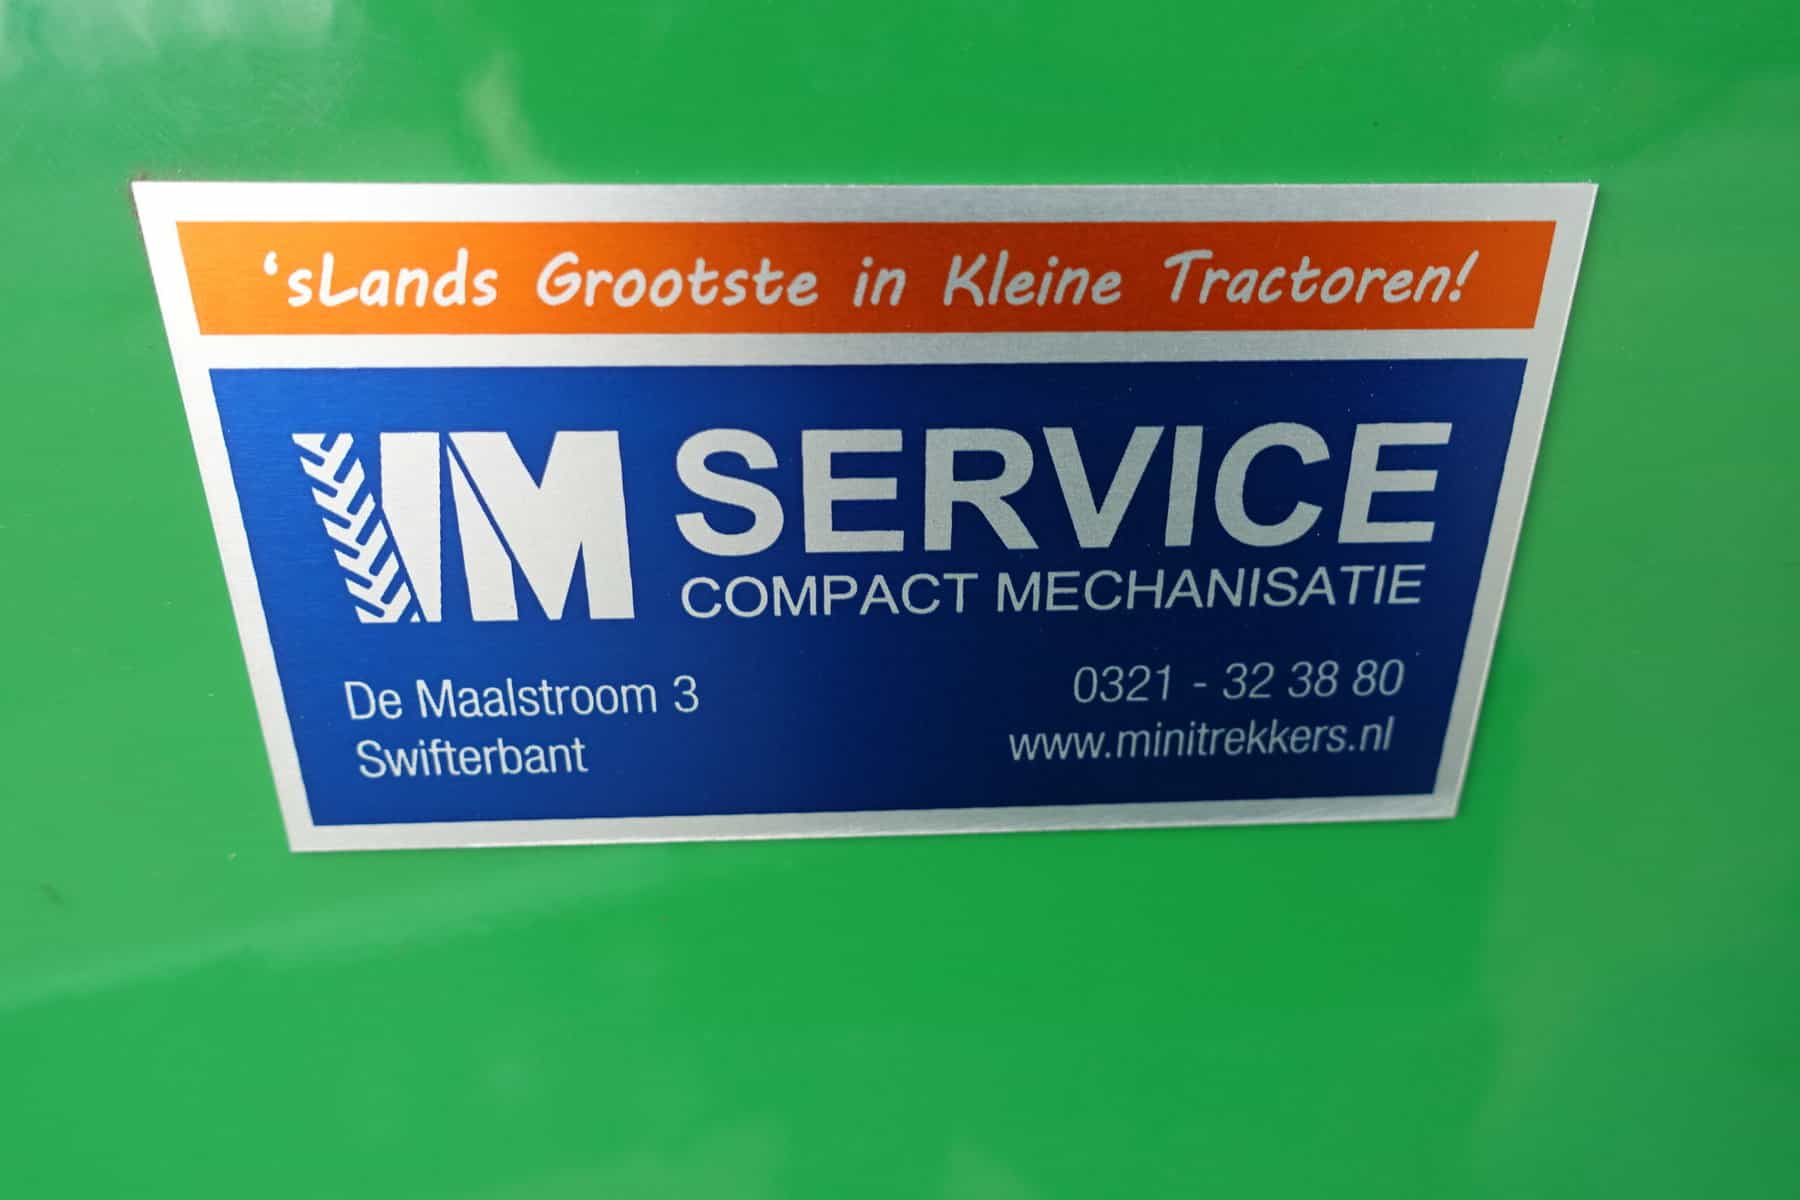 ‘sLands Grootste in Kleine Tractoren!
IM SERVICE
COMPACT MECHANISATIE
De Maalstroom 3
Swifterbant
0321 - 32 38 80
www.minitrekkers.nl